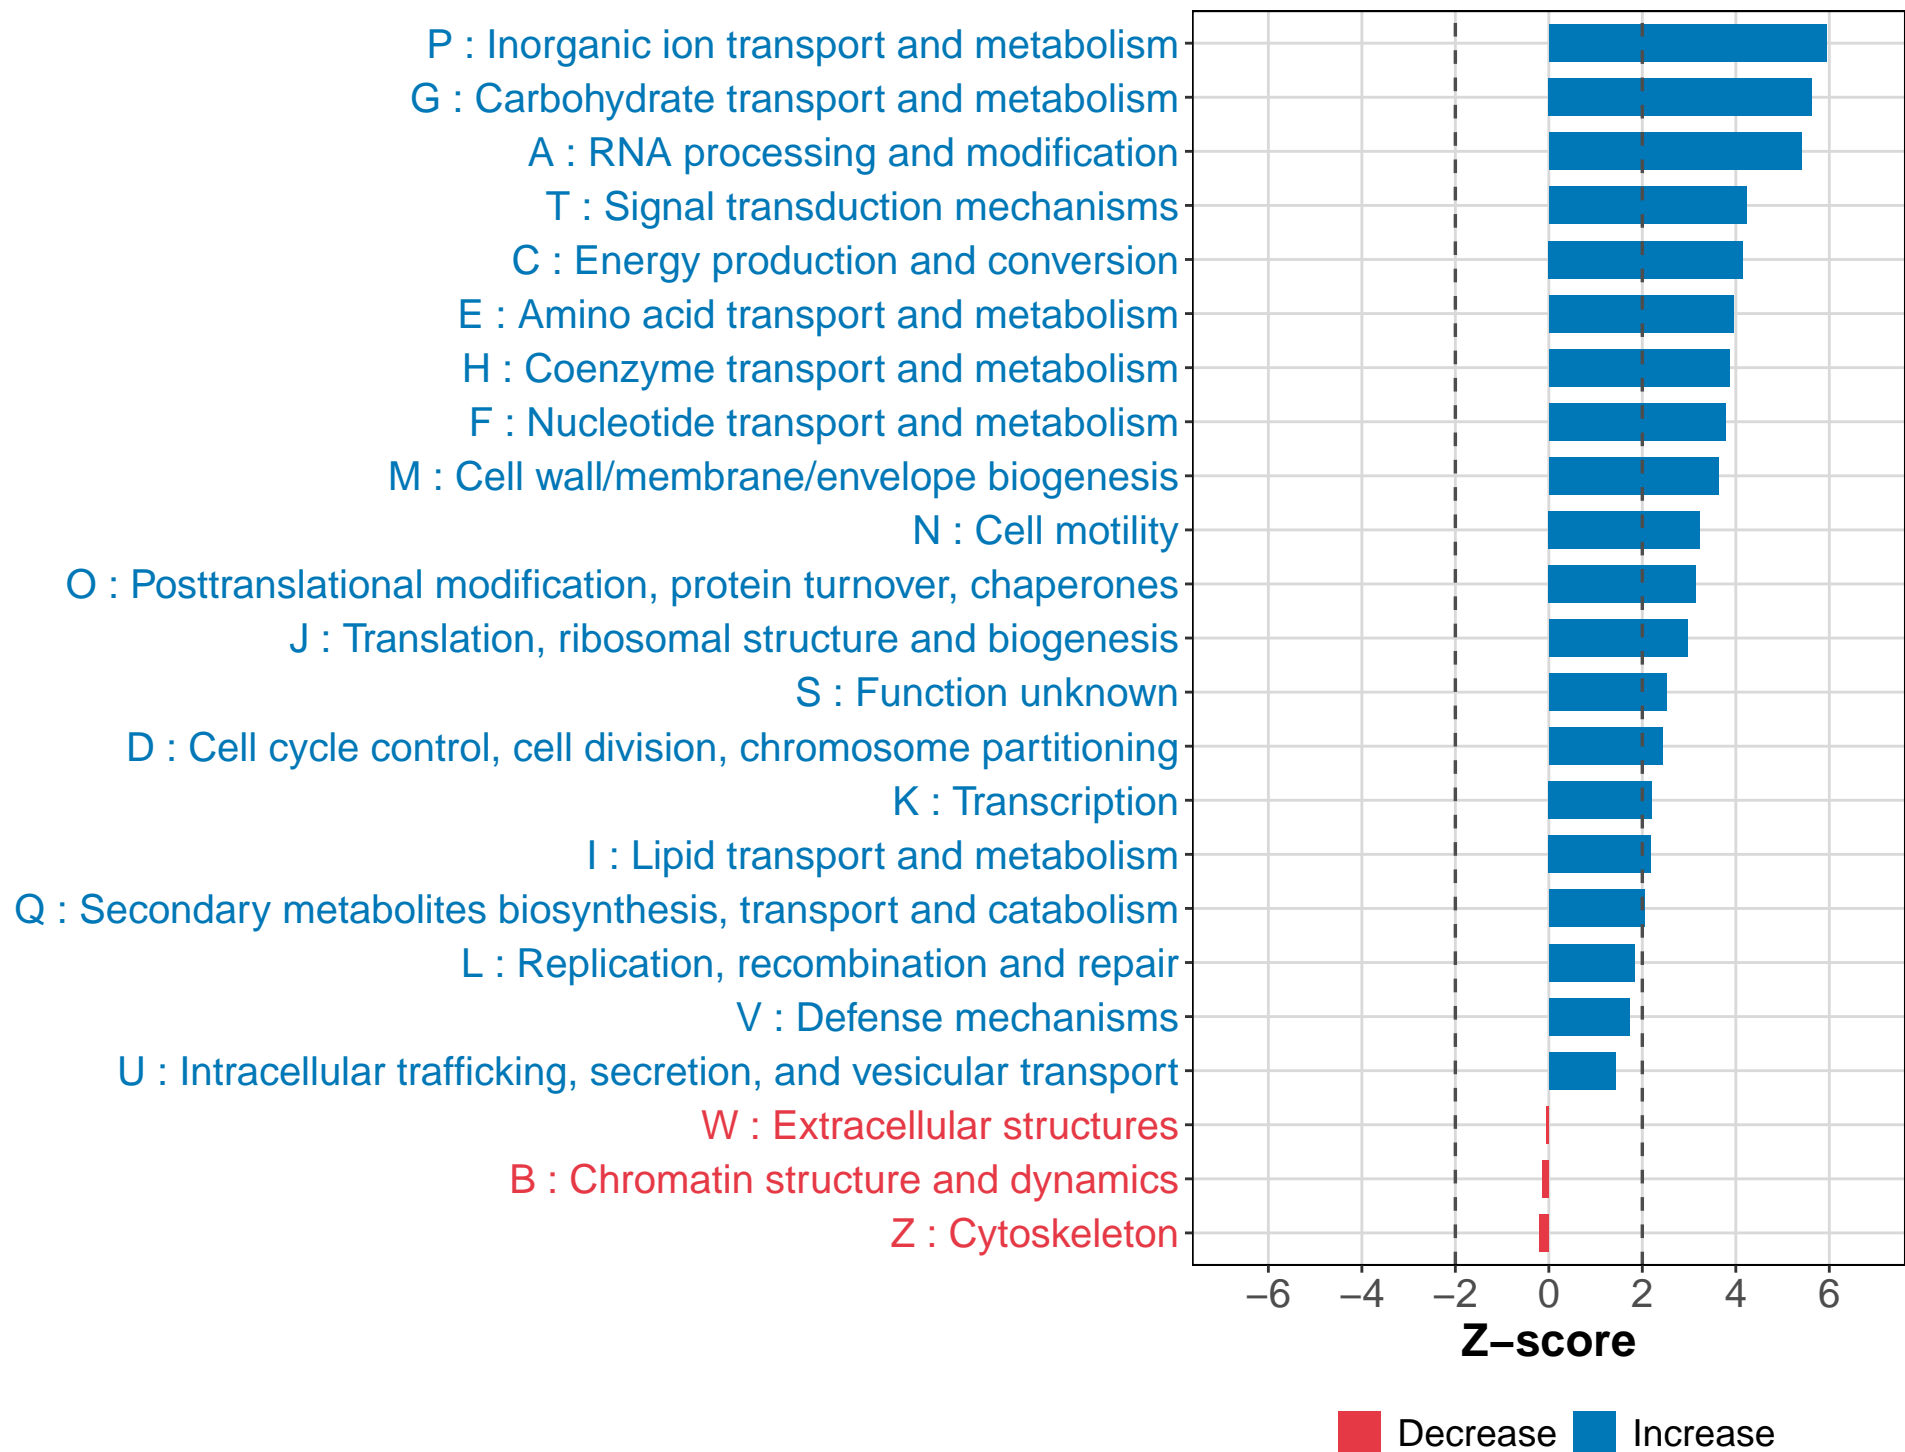 P : Inorganic ion transport and metabolism
G : Carbohydrate transport and metabolism
A : RNA processing and modification
T : Signal transduction mechanisms
C : Energy production and conversion
E : Amino acid transport and metabolism
H : Coenzyme transport and metabolism
F : Nucleotide transport and metabolism
M : Cell wall/membrane/envelope biogenesis
N : Cell motility
O : Posttranslational modification, protein turnover, chaperones
J : Translation, ribosomal structure and biogenesis
S : Function unknown
D : Cell cycle control, cell division, chromosome partitioning
K : Transcription
I : Lipid transport and metabolism
Q : Secondary metabolites biosynthesis, transport and catabolism
L : Replication, recombination and repair
V : Defense mechanisms
U : Intracellular trafficking, secretion, and vesicular transport
W : Extracellular structures
B : Chromatin structure and dynamics
Z : Cytoskeleton
−6 −4 −2 0 2 4 6
Z−score
Decrease Increase